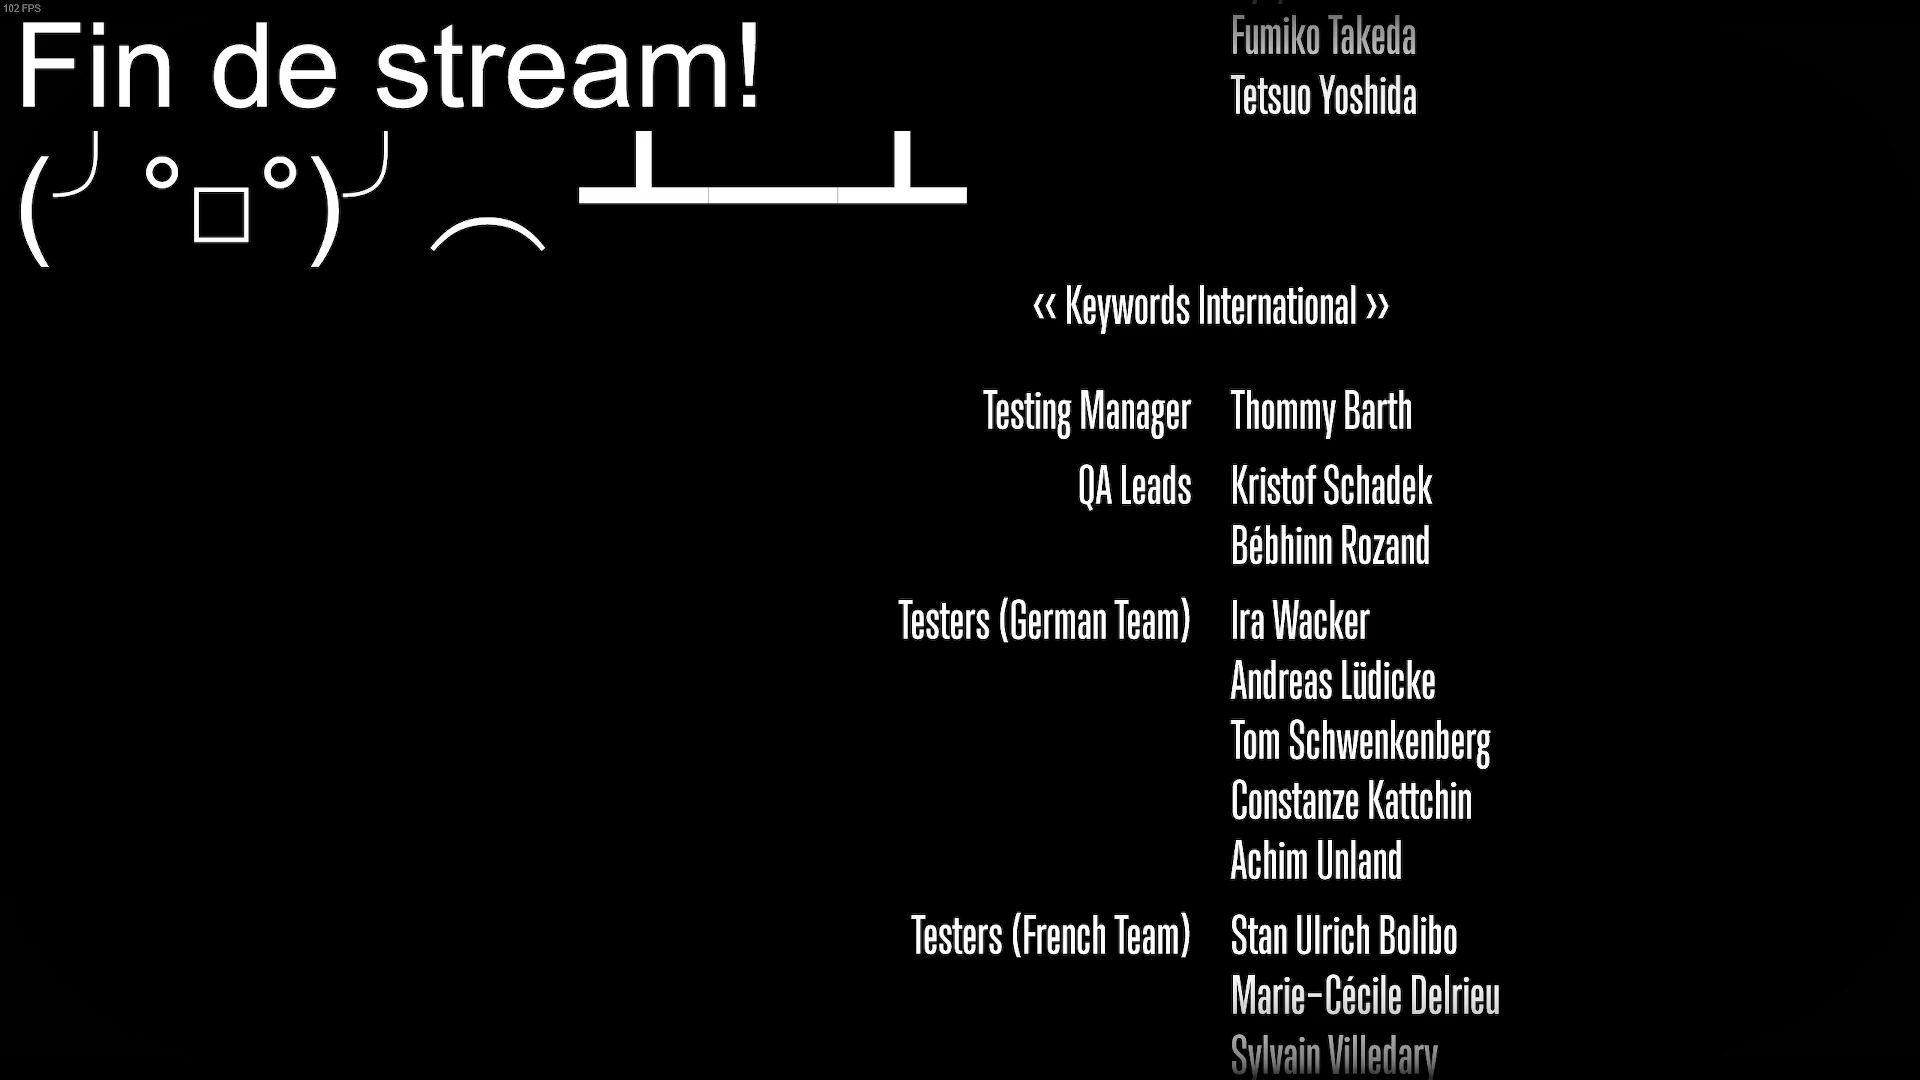 102 FPS
Fin de stream!
(╯°□°)╯︵ ┻━┻
Fumiko Takeda
Tetsuo Yoshida
‹‹ Keywords International ››
Testing Manager Thommy Barth
QA Leads Kristof Schadek
Bébhinn Rozand
Testers (German Team) Ira Wacker
Andreas Lüdicke
Tom Schwenkenberg
Constanze Kattchin
Achim Unland
Testers (French Team) Stan Ulrich Bolibo
Marie-Cécile Delrieu
Sylvain Villedary